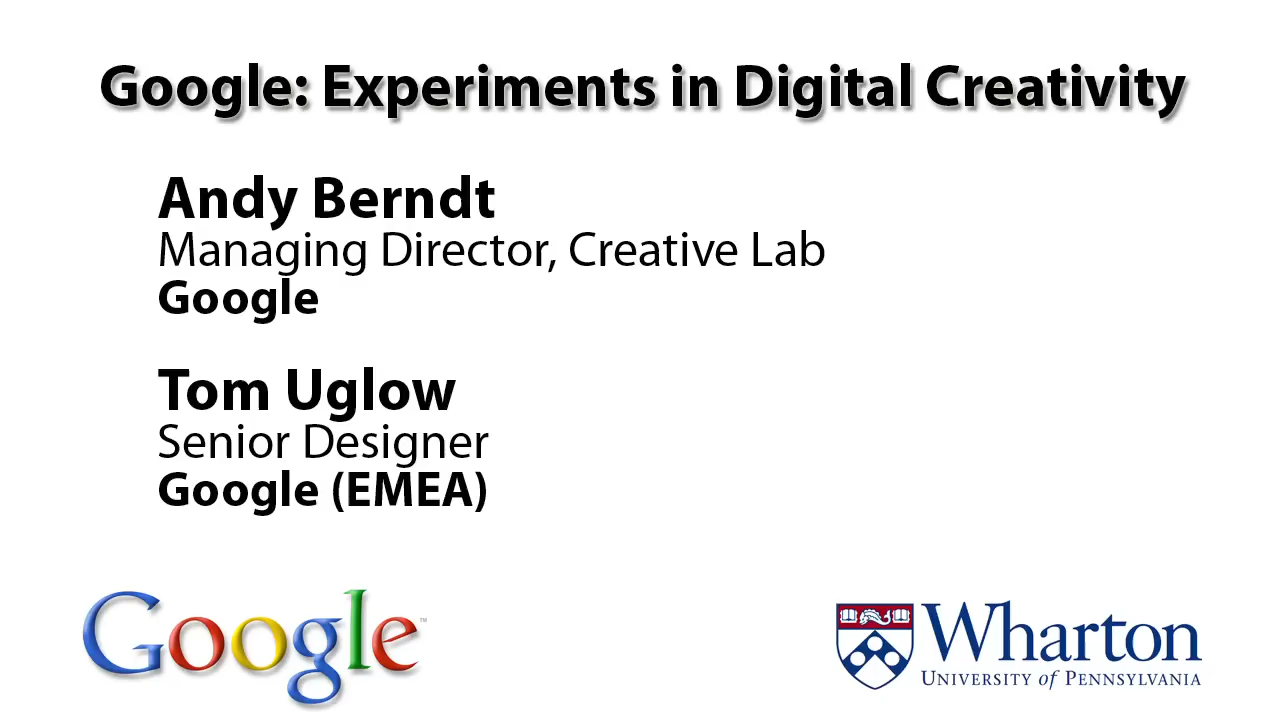 Google: Experiments in Digital Creativity
Andy Berndt
Managing Director, Creative Lab
Google
Tom Uglow
Senior Designer
Google (EMEA)
Google™
Wharton
UNIVERSITY of PENNSYLVANIA